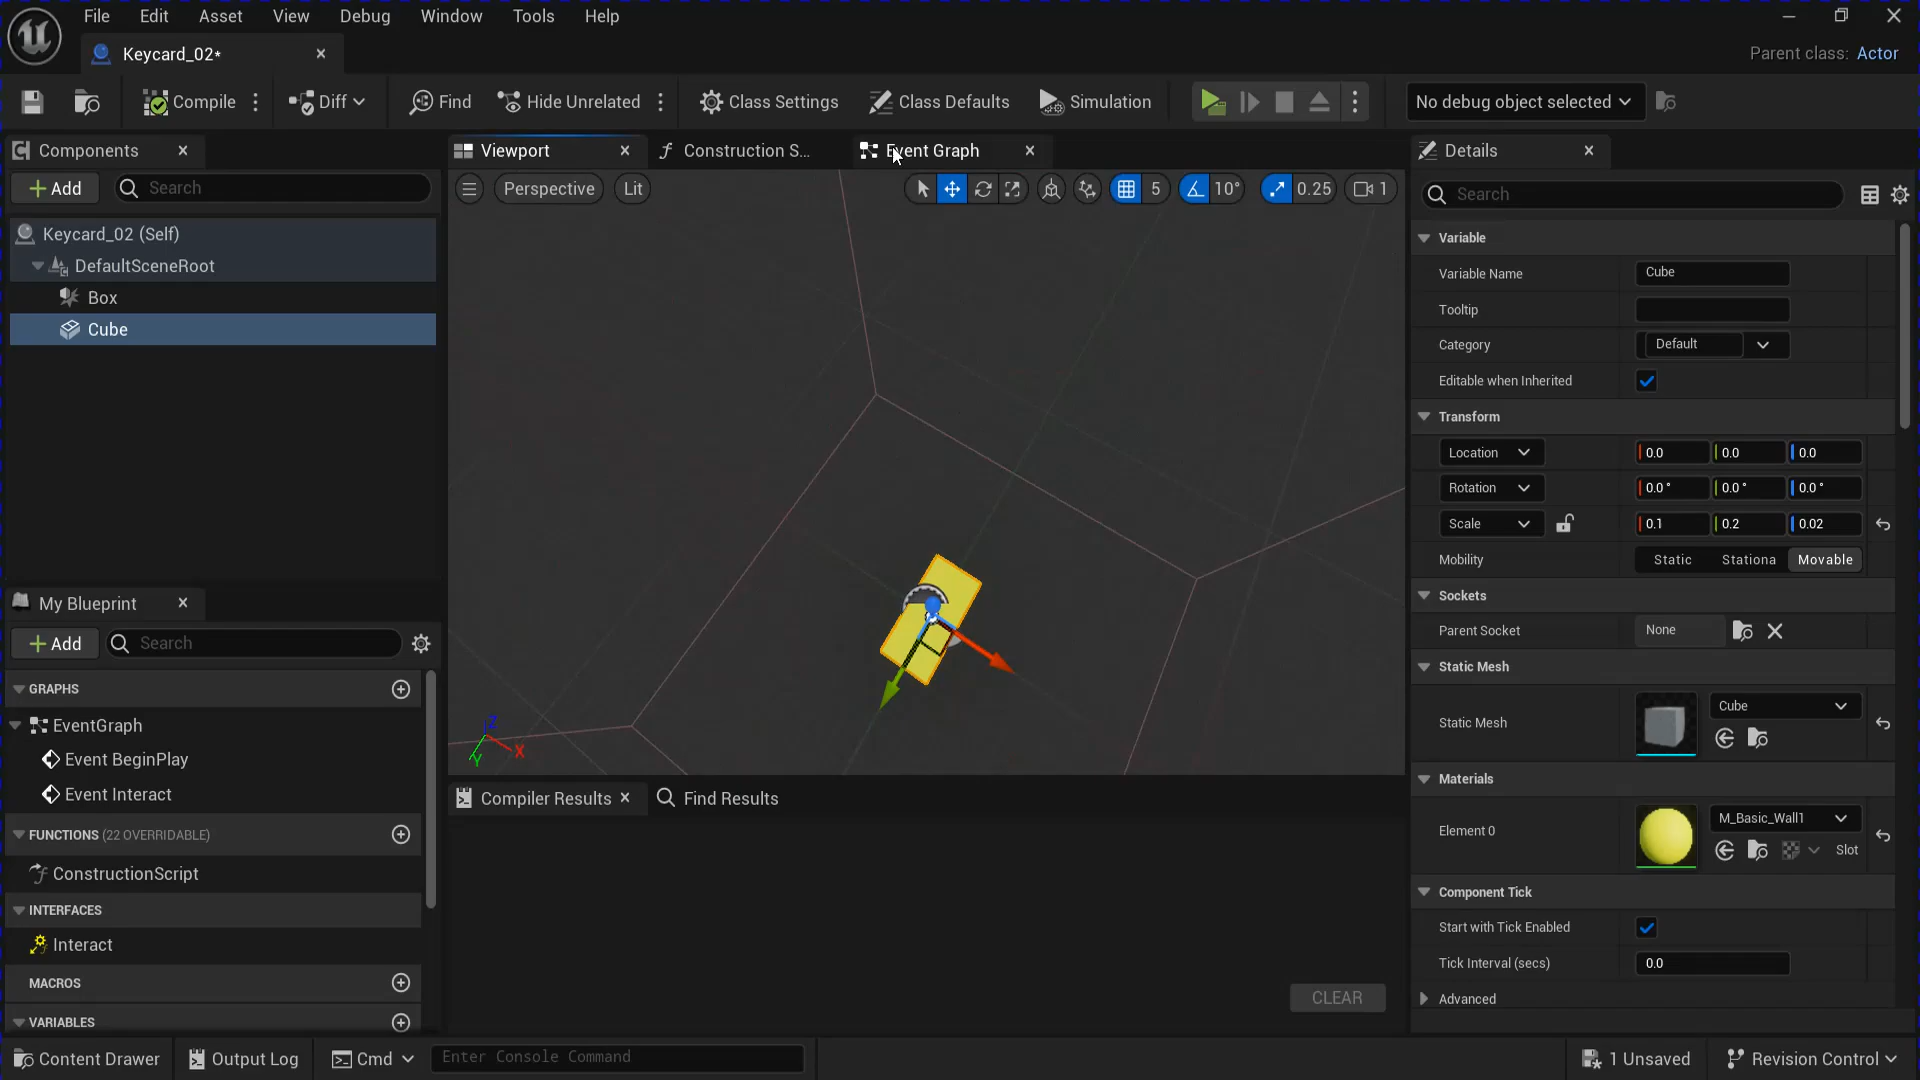 File Edit Asset View Debug Window Tools Help
Keycard_02*
Parent class: Actor
Compile Diff Find Hide Unrelated Class Settings Class Defaults Simulation No debug object selected
Components
Add Search
Keycard_02 (Self)
DefaultSceneRoot
Box
Cube
My Blueprint
Add Search
GRAPHS
EventGraph
Event BeginPlay
Event Interact
FUNCTIONS (22 OVERRIDABLE)
ConstructionScript
INTERFACES
Interact
MACROS
VARIABLES
Viewport Construction S... Event Graph
Perspective Lit 5 10° 0.25 1
Z
X
Y
Compiler Results Find Results
CLEAR
Details
Search
Variable
Variable Name Cube
Tooltip
Category Default
Editable when Inherited
Transform
Location 0.0 0.0 0.0
Rotation 0.0 ° 0.0 ° 0.0 °
Scale 0.1 0.2 0.02
Mobility Static Stationa Movable
Sockets
Parent Socket None
Static Mesh
Static Mesh Cube
Materials
Element 0 M_Basic_Wall1
Slot
Component Tick
Start with Tick Enabled
Tick Interval (secs) 0.0
Advanced
Content Drawer Output Log Cmd Enter Console Command 1 Unsaved Revision Control